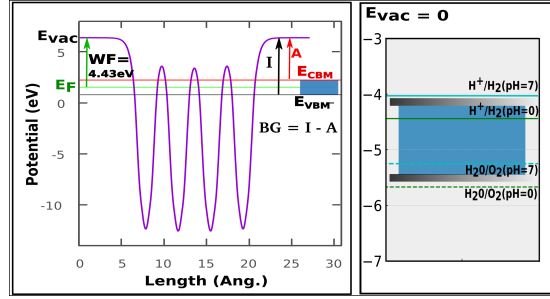 Evac
WF=
4.43eV
I
A
ECBM
EF
EVBM
BG = I - A
Potential (eV)
5
0
-5
-10
0
5
10
15
20
25
30
Length (Ang.)
Evac = 0
−3
−4
−5
−6
−7
H+/H2(pH=7)
H+/H2(pH=0)
H20/O2(pH=7)
H20/O2(pH=0)